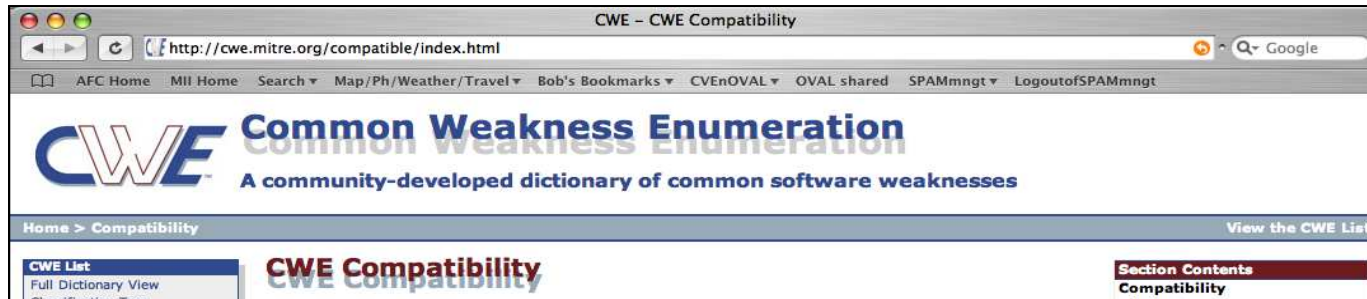 CWE – CWE Compatibility
http://cwe.mitre.org/compatible/index.html
Google
AFC Home MII Home Search Map/Ph/Weather/Travel Bob's Bookmarks CVEnOVAL OVAL shared SPAMmngt LogoutofSPAMmngt
CWE
Common Weakness Enumeration
A community-developed dictionary of common software weaknesses
Home > Compatibility View the CWE List
CWE List
Full Dictionary View
CWE Compatibility
Section Contents
Compatibility